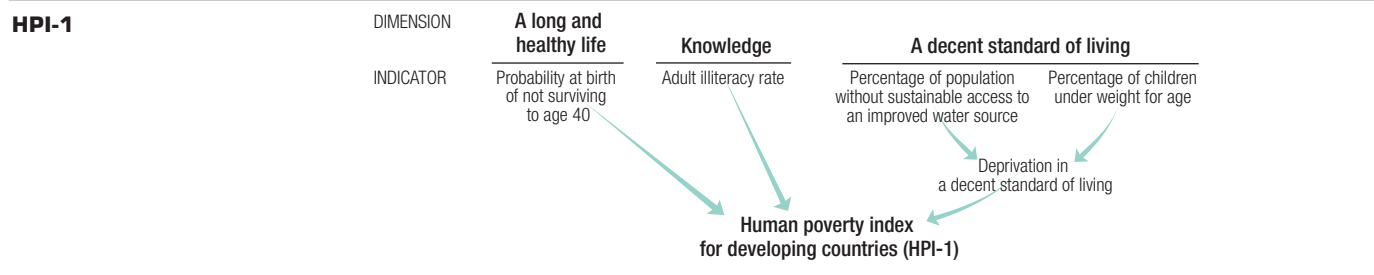 HPI-1
DIMENSION
A long and
healthy life
Knowledge
A decent standard of living
INDICATOR
Probability at birth
of not surviving
to age 40
Adult illiteracy rate
Percentage of population
without sustainable access to
an improved water source
Percentage of children
under weight for age
Deprivation in
a decent standard of living
Human poverty index
for developing countries (HPI-1)